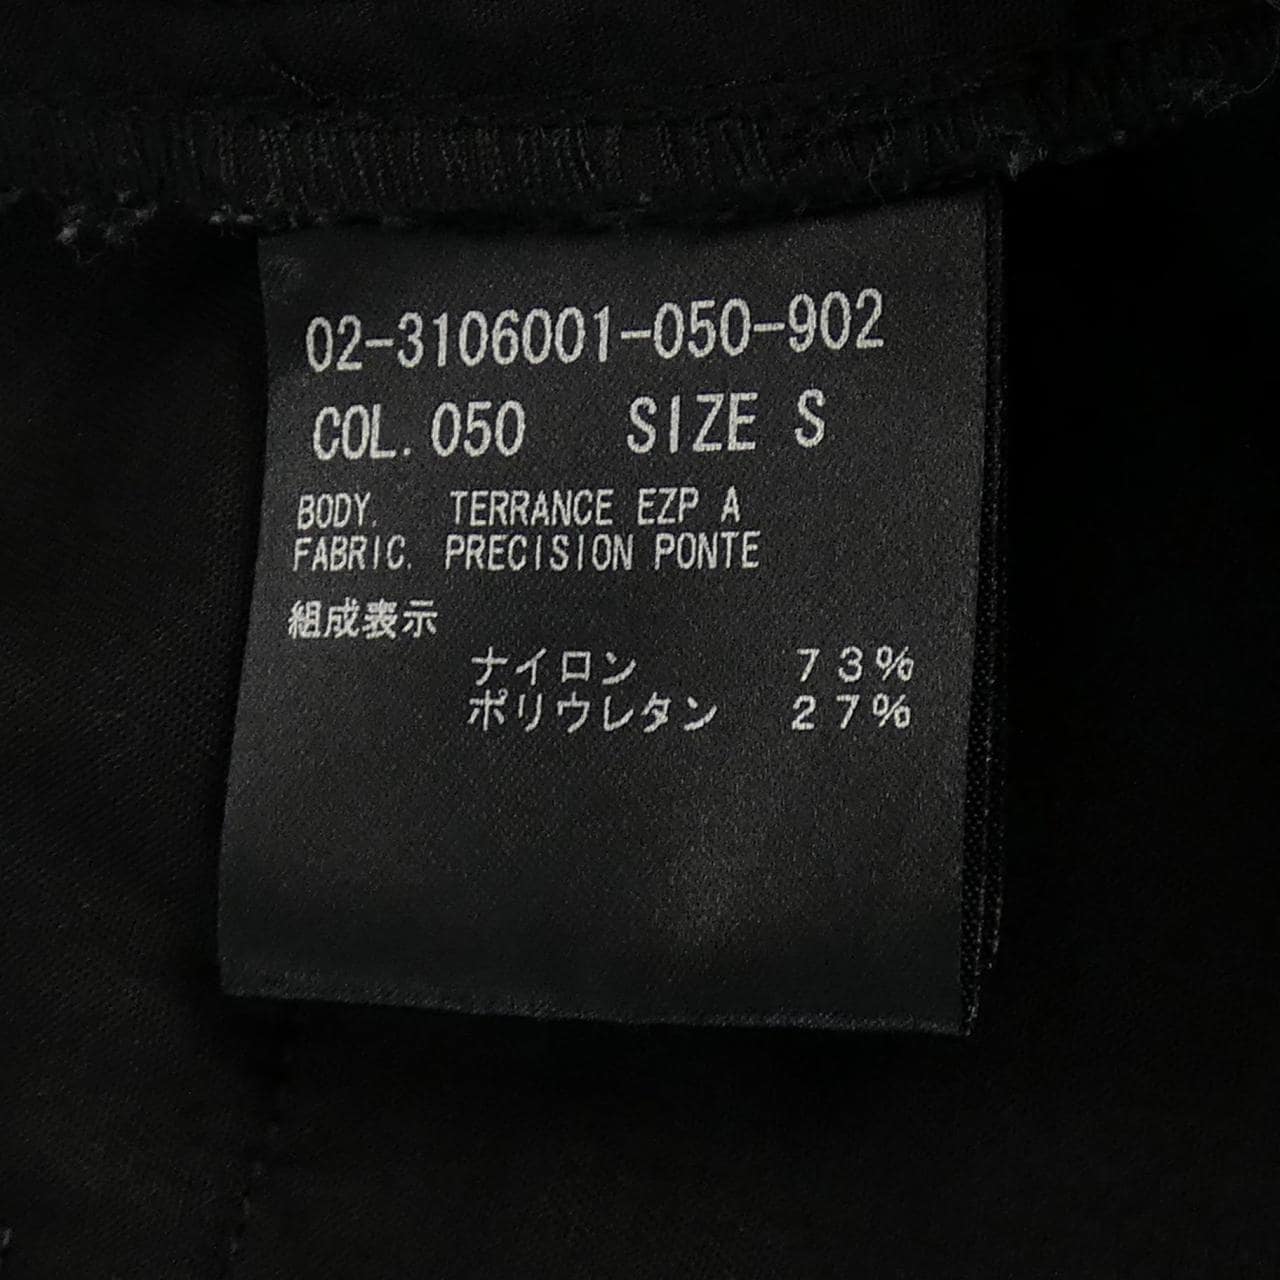 02-3106001-050-902
COL. 050 SIZE S
BODY. TERRANCE EZP A
FABRIC. PRECISION PONTE
組成表示
ナイロン 73%
ポリウレタン 27%